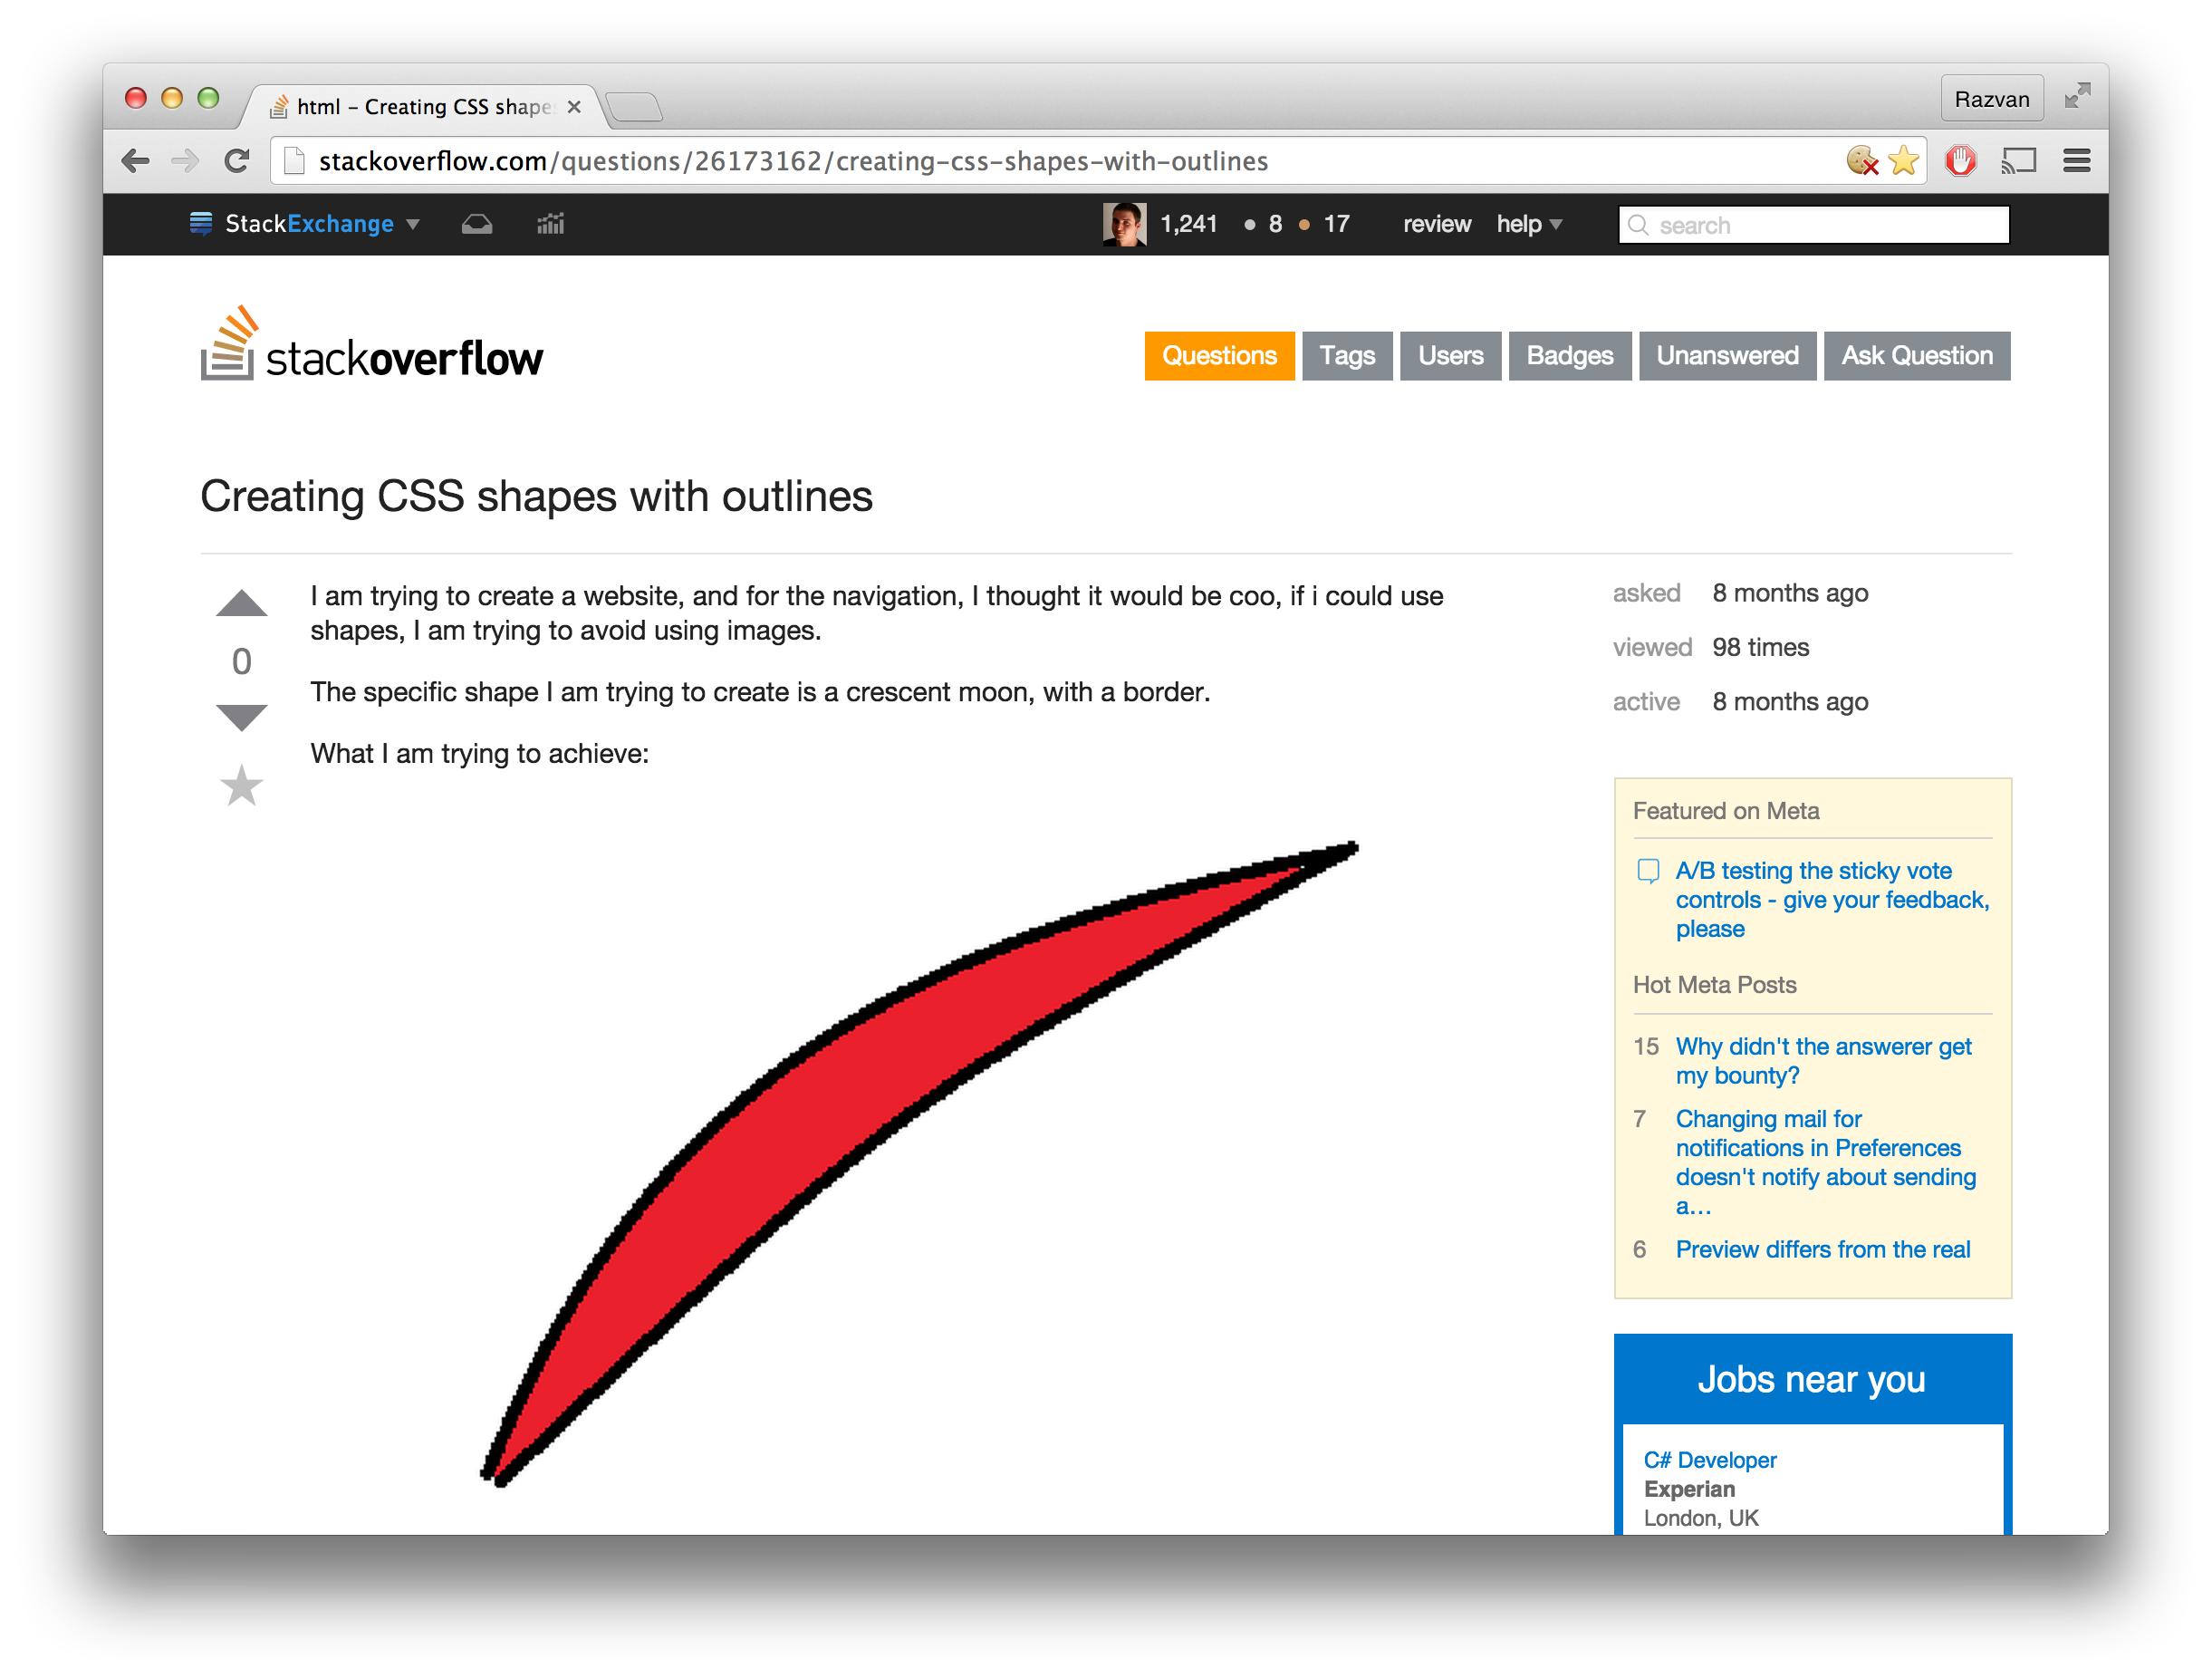 html – Creating CSS shape
Razvan
stackoverflow.com/questions/26173162/creating-css-shapes-with-outlines
StackExchange
1,241 8 17 review help search
stackoverflow
Questions Tags Users Badges Unanswered Ask Question
Creating CSS shapes with outlines
I am trying to create a website, and for the navigation, I thought it would be coo, if i could use
shapes, I am trying to avoid using images.
0
The specific shape I am trying to create is a crescent moon, with a border.
What I am trying to achieve:
asked 8 months ago
viewed 98 times
active 8 months ago
Featured on Meta
A/B testing the sticky vote
controls - give your feedback,
please
Hot Meta Posts
15 Why didn't the answerer get
my bounty?
7 Changing mail for
notifications in Preferences
doesn't notify about sending
a…
6 Preview differs from the real
Jobs near you
C# Developer
Experian
London, UK